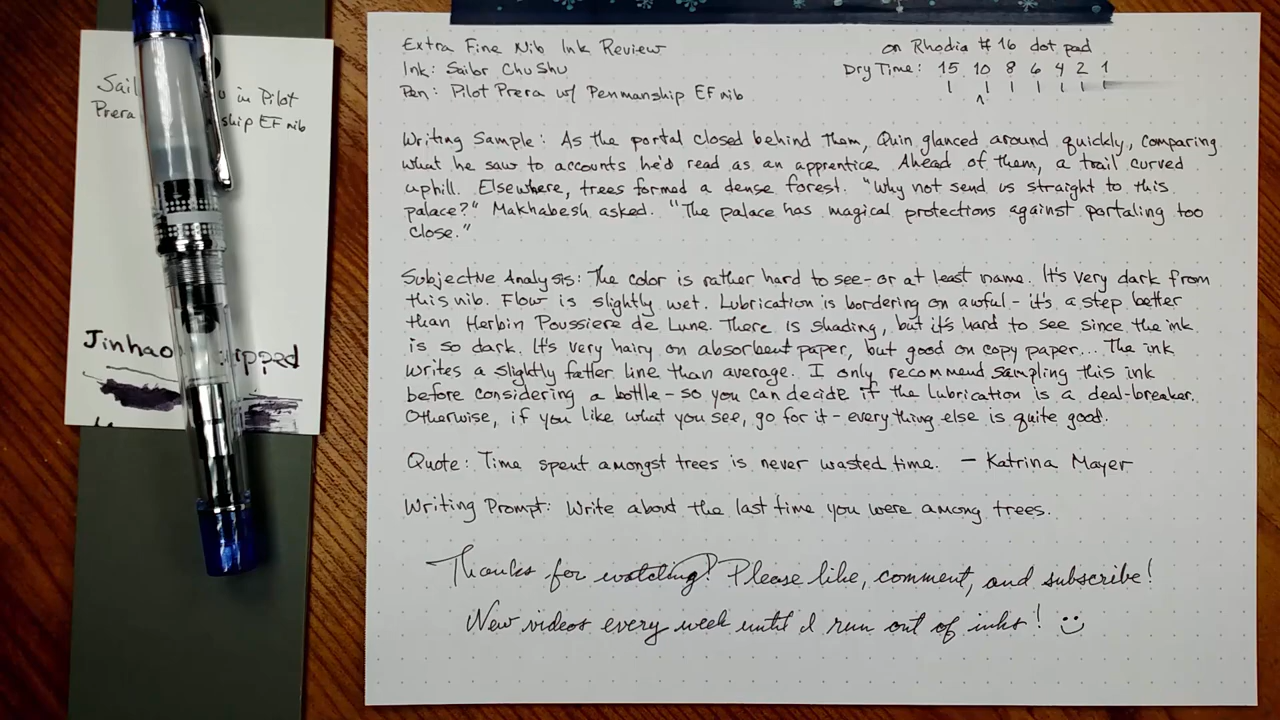 Extra Fine Nib Ink Review
on Rhodia #16 dot pad
Ink: Sailor Chu Shu
Dry Time: 15 10 8 6 4 2 1
Pen: Pilot Prera w/ Penmanship EF nib
Writing Sample: As the portal closed behind them, Quin glanced around quickly, comparing
what he saw to accounts he'd read as an apprentice. Ahead of them, a trail curved
uphill. Elsewhere, trees formed a dense forest. "Why not send us straight to this
palace?" Makhabesh asked. "The palace has magical protections against portaling too
close."
Subjective Analysis: The color is rather hard to see - or at least name. It's very dark from
this nib. Flow is slightly wet. Lubrication is bordering on awful - it's a step better
than Herbin Poussiere de Lune. There is shading, but it's hard to see since the ink
is so dark. It's very hairy on absorbent paper, but good on copy paper... The ink
writes a slightly fatter line than average. I only recommend sampling this ink
before considering a bottle - so you can decide if the lubrication is a deal-breaker.
Otherwise, if you like what you see, go for it - everything else is quite good.
Quote: Time spent amongst trees is never wasted time. - Katrina Mayer
Writing Prompt: Write about the last time you were among trees.
Thanks for watching! Please like, comment, and subscribe!
New videos every week until I run out of inks!
Sail in Pilot
Prera ship EF nib
Jinhao ipped